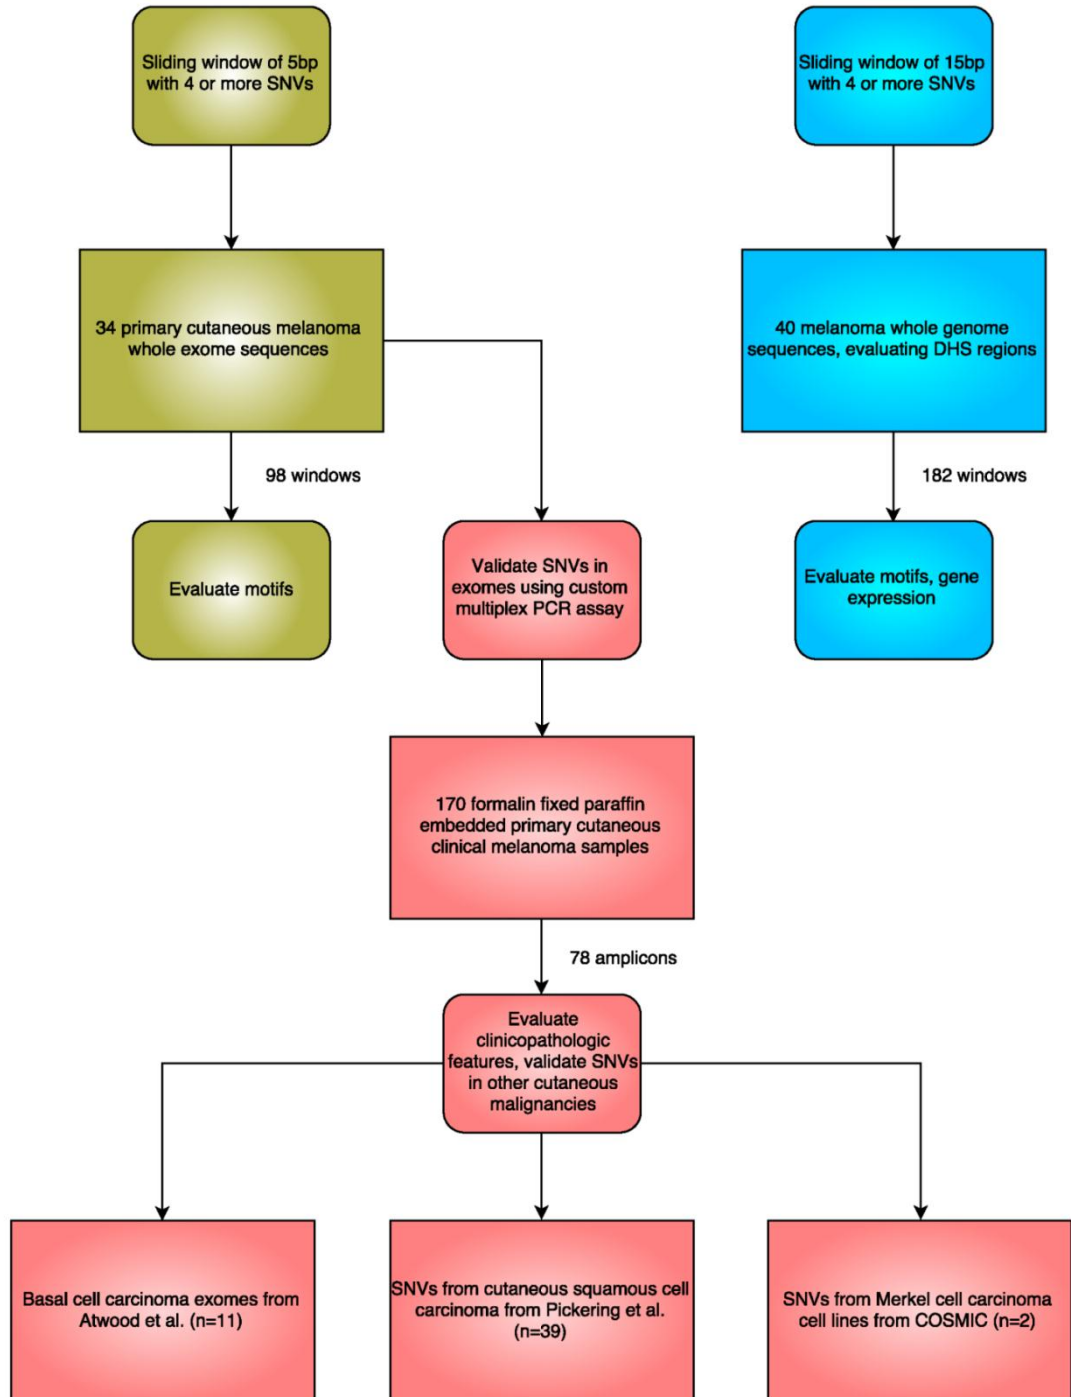 Sliding window of 5bp
with 4 or more SNVs
Sliding window of 15bp
with 4 or more SNVs
34 primary cutaneous melanoma
whole exome sequences
40 melanoma whole genome
sequences, evaluating DHS regions
98 windows
182 windows
Evaluate motifs
Validate SNVs in
exomes using custom
multiplex PCR assay
Evaluate motifs, gene
expression
170 formalin fixed paraffin
embedded primary cutaneous
clinical melanoma samples
78 amplicons
Evaluate
clinicopathologic
features, validate SNVs
in other cutaneous
malignancies
Basal cell carcinoma exomes from
Atwood et al. (n=11)
SNVs from cutaneous squamous cell
carcinoma from Pickering et al.
(n=39)
SNVs from Merkel cell carcinoma
cell lines from COSMIC (n=2)